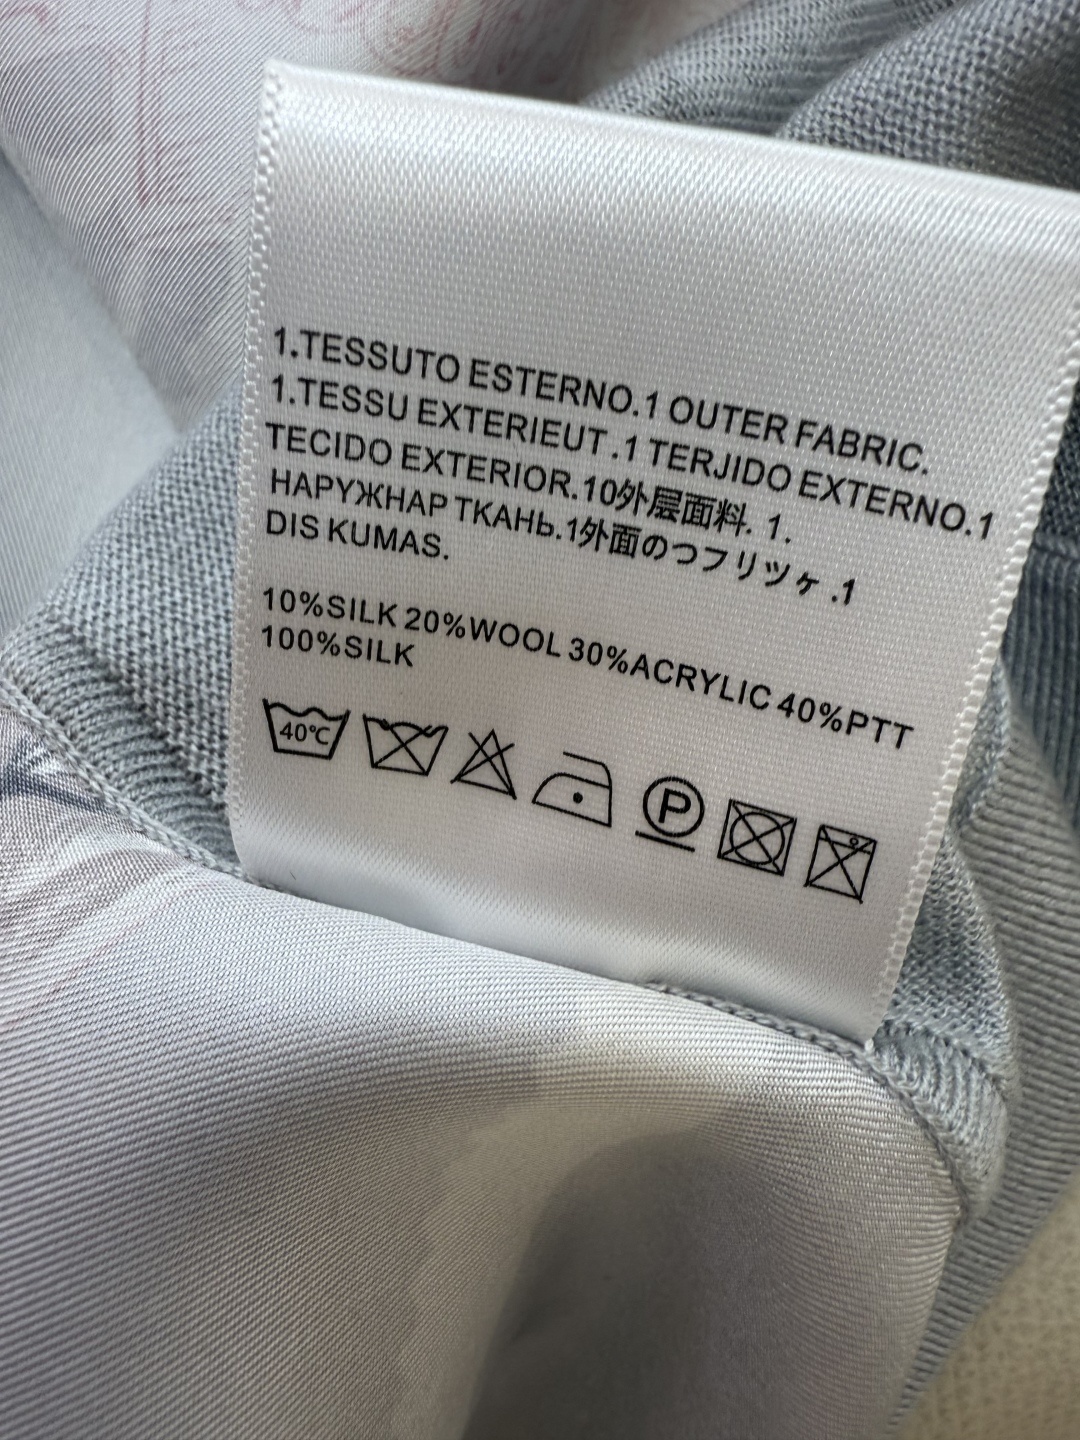 1.TESSUTO ESTERNO.1 OUTER FABRIC.
1.TESSU EXTERIEUT.1 TERJIDO EXTERNO.1
TECIDO EXTERIOR.10外层面料. 1.
НАРУЖНАР ТКАНЬ.1外面のつフリツヶ.1
DIS KUMAS.
10%SILK 20%WOOL 30%ACRYLIC 40%PTT
100%SILK
40℃
P